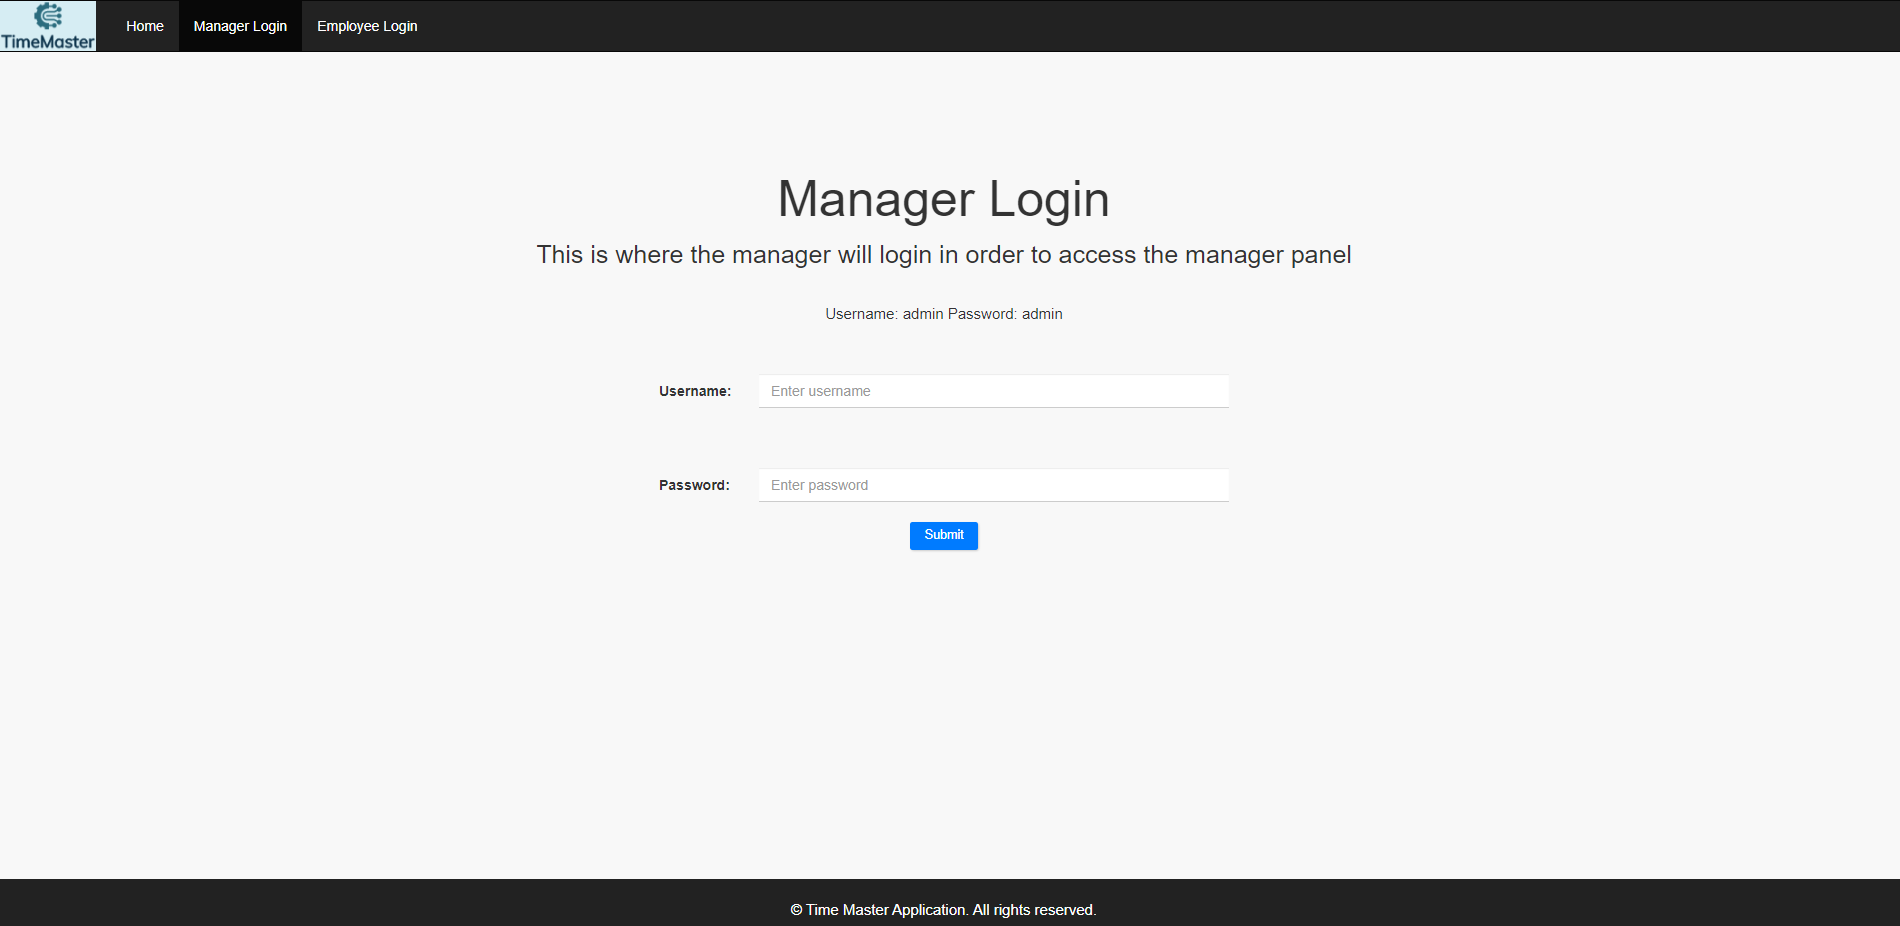 TimeMaster
Home Manager Login Employee Login
Manager Login
This is where the manager will login in order to access the manager panel
Username: admin Password: admin
Username: Enter username
Password: Enter password
Submit
© Time Master Application. All rights reserved.